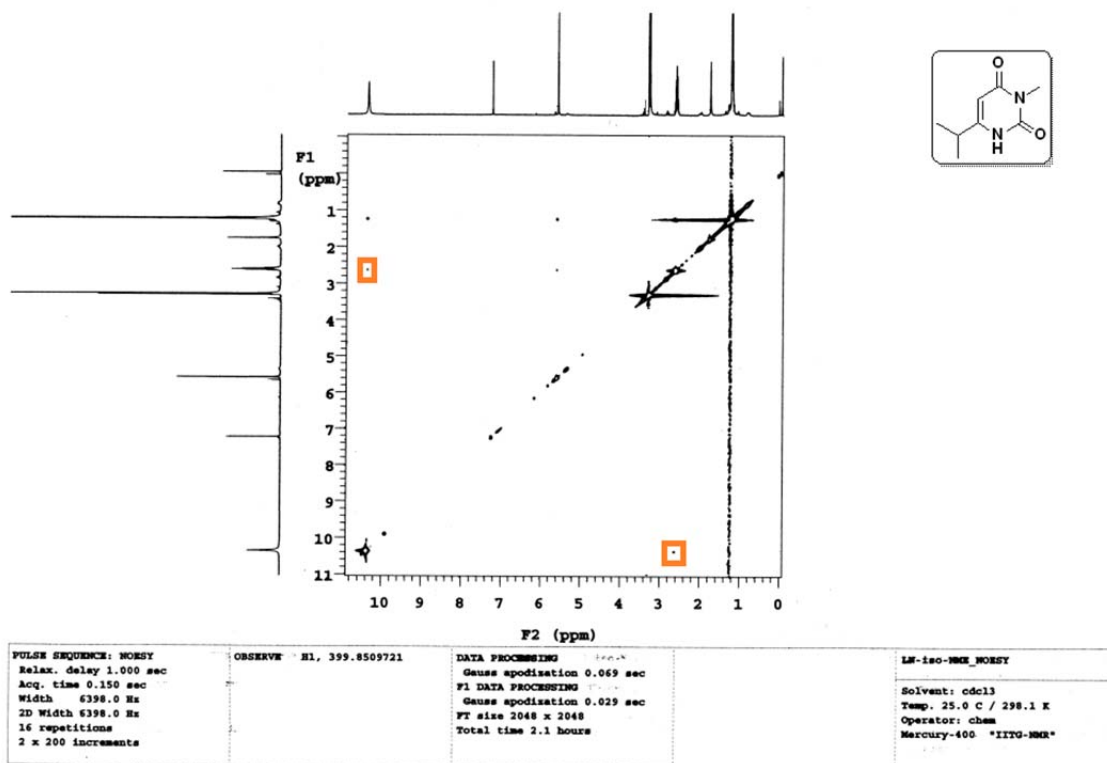 O
N
N
H
O
F1
(ppm)
1
2
3
4
5
6
7
8
9
10
11
10 9 8 7 6 5 4 3 2 1 0
F2 (ppm)
PULSE SEQUENCE: NOESY
Relax. delay 1.000 sec
Acq. time 0.150 sec
Width 6398.0 Hz
2D Width 6398.0 Hz
16 repetitions
2 x 200 increments
OBSERVE H1, 399.8509721
DATA PROCESSING
Gauss apodization 0.069 sec
F1 DATA PROCESSING
Gauss apodization 0.029 sec
FT size 2048 x 2048
Total time 2.1 hours
LN-iso-NME_NOESY
Solvent: cdcl3
Temp. 25.0 C / 298.1 K
Operator: chem
Mercury-400 "IITG-NMR"